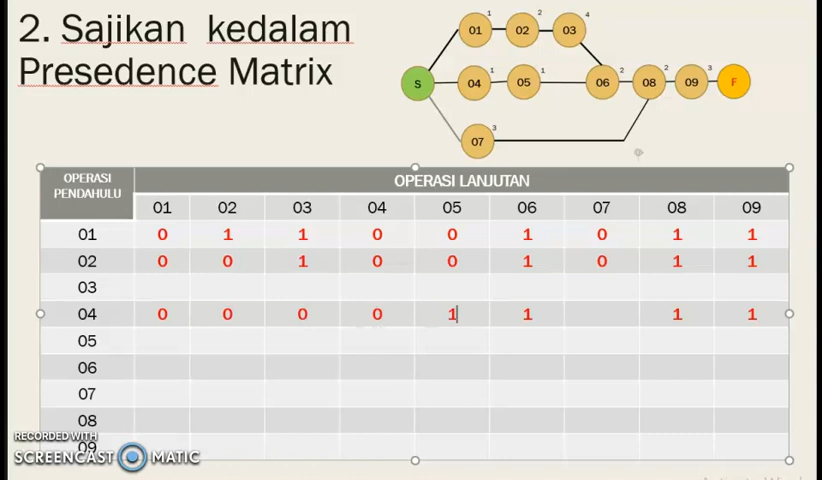 2. Sajikan kedalam
Presedence Matrix
1 2 4
01 02 03
1 1 2 2 3
S 04 05 06 08 09 F
3
07
OPERASI PENDAHULU OPERASI LANJUTAN
01 02 03 04 05 06 07 08 09
01 0 1 1 0 0 1 0 1 1
02 0 0 1 0 0 1 0 1 1
03
04 0 0 0 0 1 1 1 1
05
06
07
08
09
RECORDED WITH
SCREENCAST MATIC